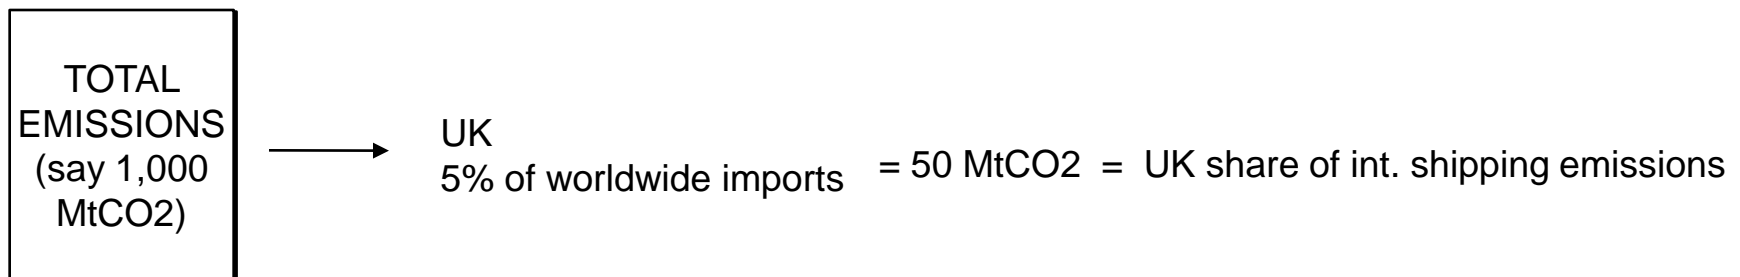 TOTAL
EMISSIONS
(say 1,000
MtCO2)
UK
5% of worldwide imports
= 50 MtCO2 = UK share of int. shipping emissions